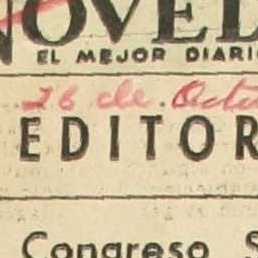 NOVEL
EL MEJOR DIARI
26 de. Octu
EDITOR
Congreso S